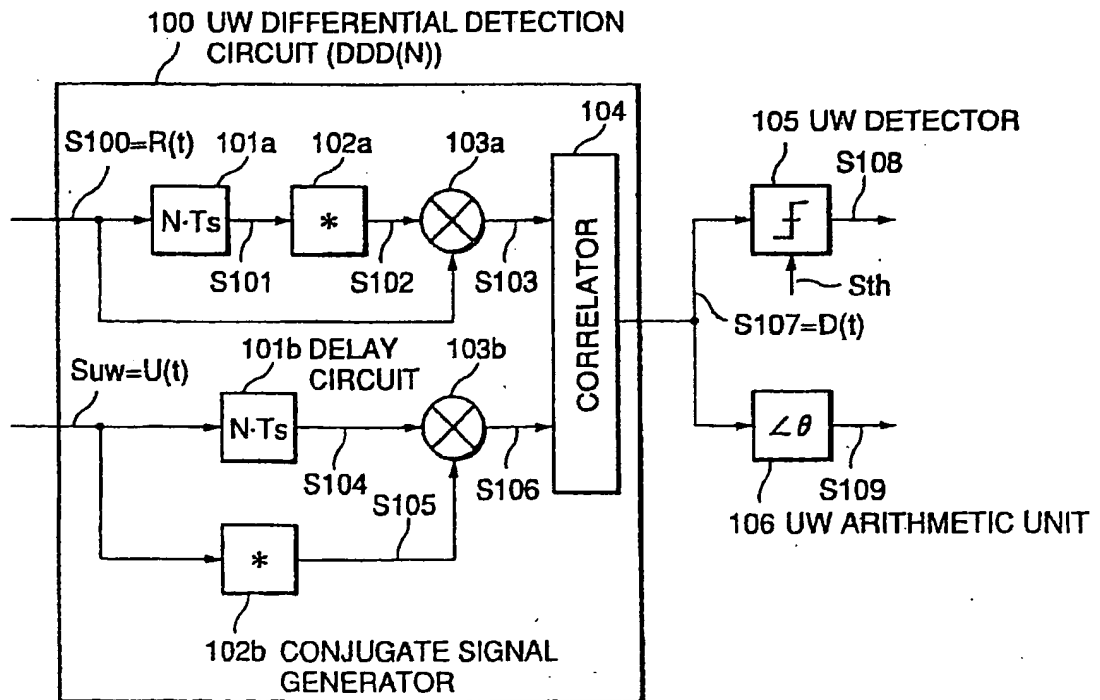 100 UW DIFFERENTIAL DETECTION
CIRCUIT (DDD(N))
104
105 UW DETECTOR
S100=R(t)
101a
102a
103a
S108
N·Ts
*
S101
S102
S103
Sth
CORRELATOR
S107=D(t)
Suw=U(t)
101b DELAY
CIRCUIT
103b
N·Ts
∠θ
S104
S106
S105
S109
106 UW ARITHMETIC UNIT
*
102b CONJUGATE SIGNAL
GENERATOR